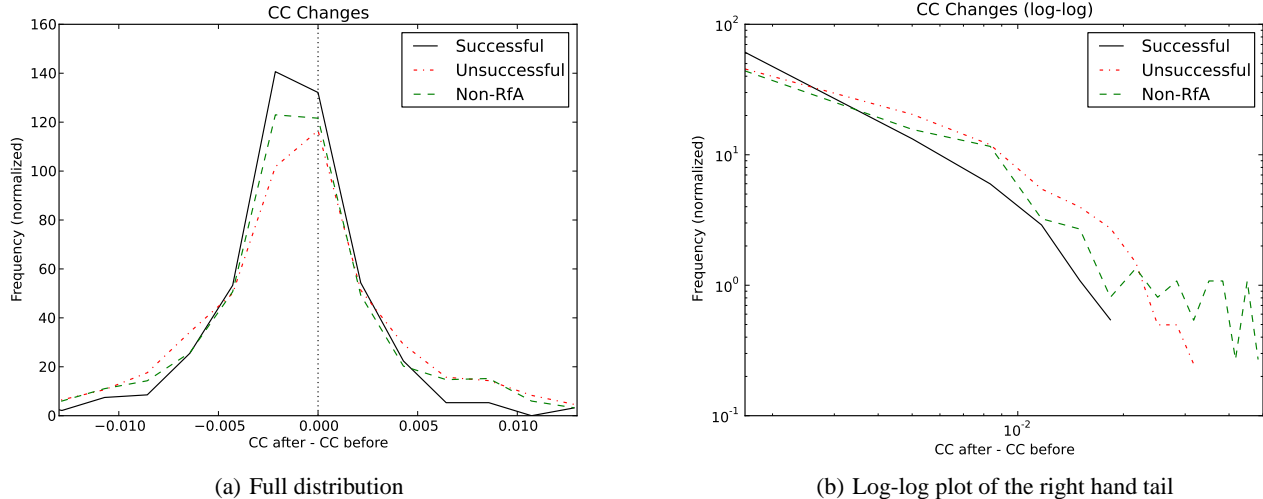 CC Changes
160
140
120
100
80
60
40
20
0
Frequency (normalized)
Successful
Unsuccessful
Non-RfA
−0.010
−0.005
0.000
0.005
0.010
CC after - CC before
(a) Full distribution
CC Changes (log-log)
10^2
10^1
10^0
10^-1
Frequency (normalized)
Successful
Unsuccessful
Non-RfA
10^-2
CC after - CC before
(b) Log-log plot of the right hand tail